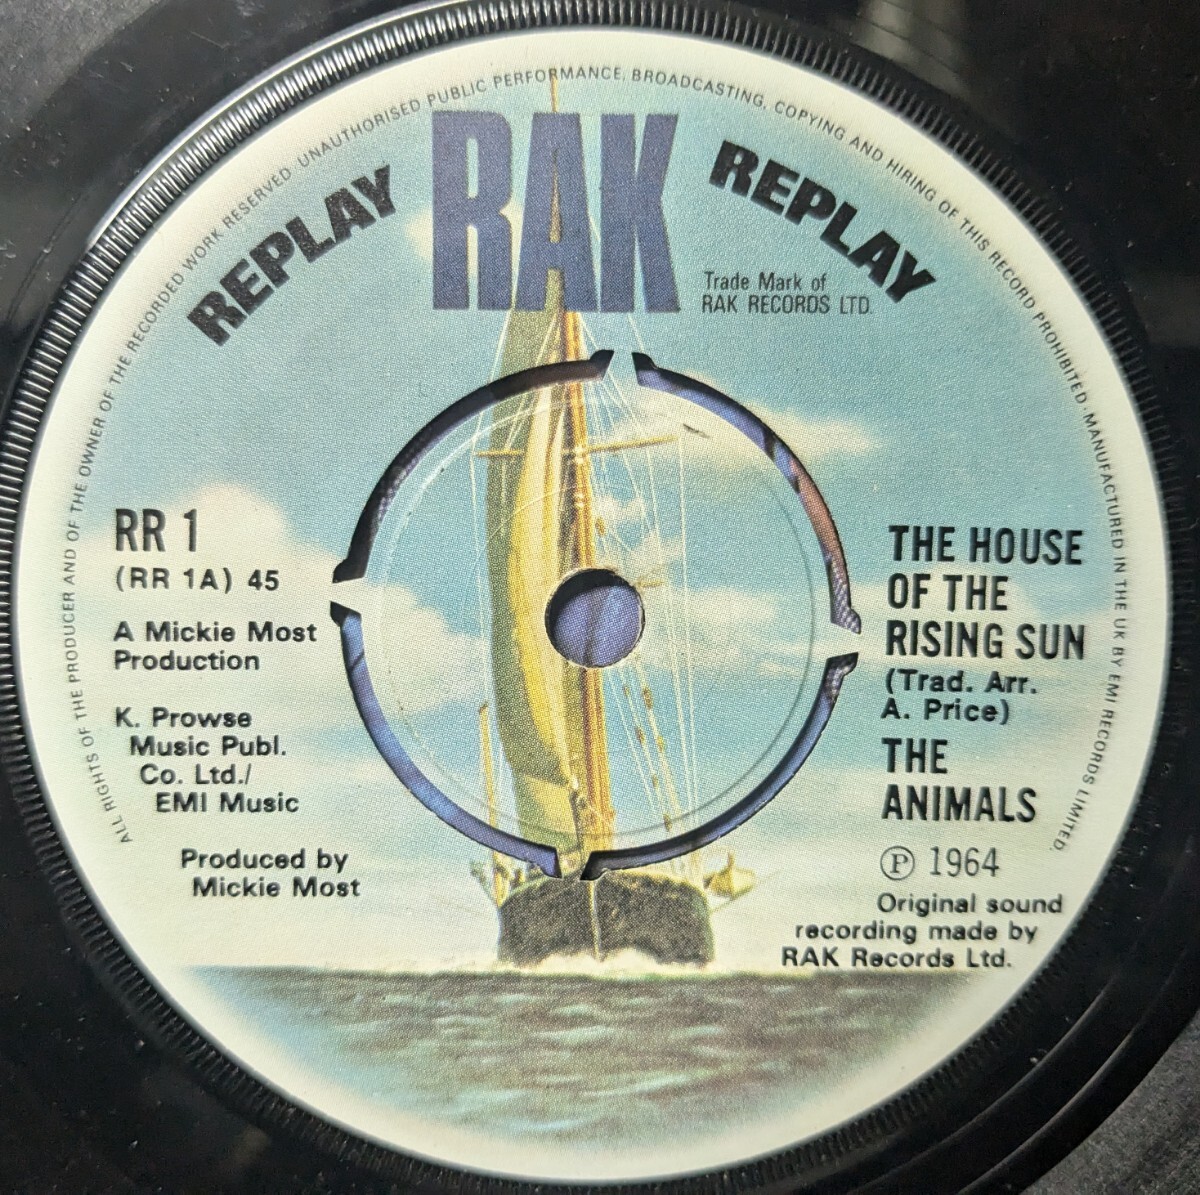 ALL RIGHTS OF THE PRODUCER AND OF THE OWNER OF THE RECORDED WORK RESERVED. UNAUTHORISED PUBLIC PERFORMANCE, BROADCASTING, COPYING AND HIRING OF THIS RECORD PROHIBITED. MANUFACTURED IN THE UK BY EMI RECORDS LIMITED.
REPLAY RAK REPLAY
Trade Mark of
RAK RECORDS LTD.
RR 1
(RR 1A) 45
A Mickie Most
Production
K. Prowse
Music Publ.
Co. Ltd./
EMI Music
Produced by
Mickie Most
THE HOUSE
OF THE
RISING SUN
(Trad. Arr.
A. Price)
THE
ANIMALS
Ⓟ 1964
Original sound
recording made by
RAK Records Ltd.